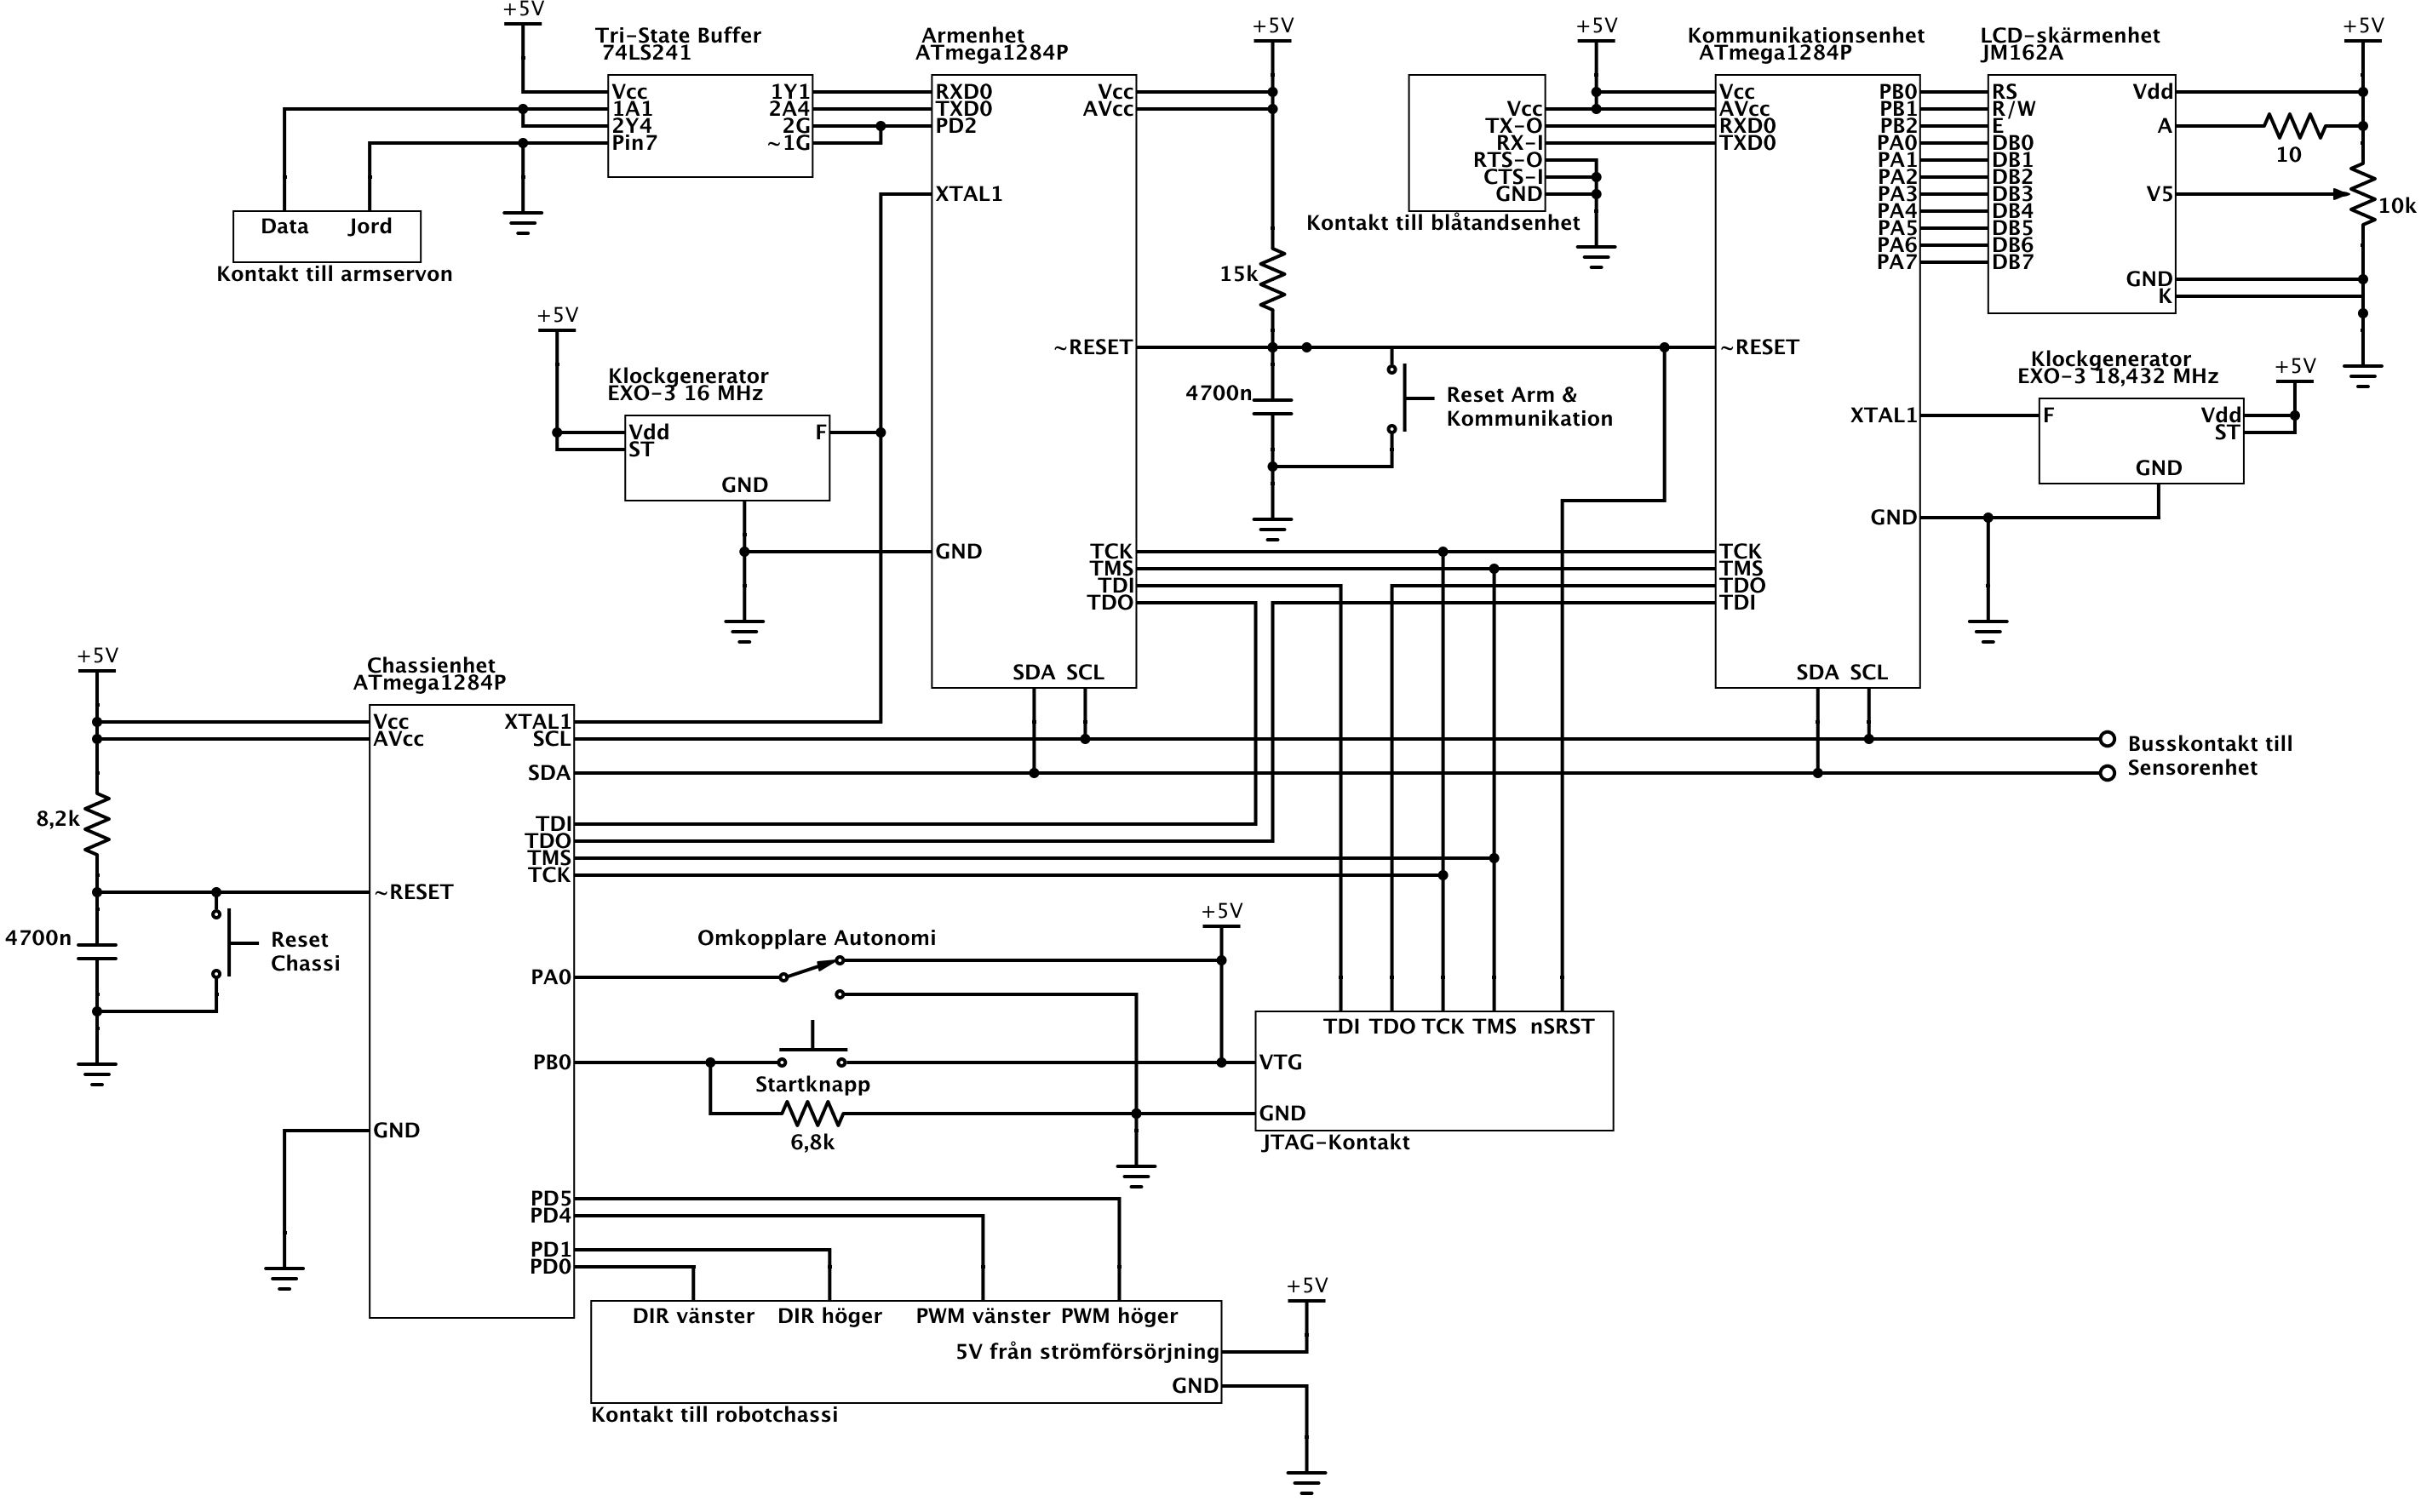 +5V
Tri-State Buffer
74LS241
Vcc
1A1
2Y4
Pin7
1Y1
2A4
2G
~1G
Data
Jord
Kontakt till armservon
Armenhet
ATmega1284P
RXD0
TXD0
PD2
XTAL1
GND
Vcc
AVcc
~RESET
TCK
TMS
TDI
TDO
SDA SCL
+5V
15k
4700n
Reset Arm &
Kommunikation
+5V
Klockgenerator
EXO-3 16 MHz
Vdd
ST
F
GND
+5V
Vcc
TX-O
RX-I
RTS-O
CTS-I
GND
Kontakt till blåtandsenhet
Kommunikationsenhet
ATmega1284P
Vcc
AVcc
RXD0
TXD0
~RESET
TCK
TMS
TDO
TDI
PB0
PB1
PB2
PA0
PA1
PA2
PA3
PA4
PA5
PA6
PA7
XTAL1
GND
SDA SCL
LCD-skärmenhet
JM162A
RS
R/W
E
DB0
DB1
DB2
DB3
DB4
DB5
DB6
DB7
Vdd
A
V5
GND
K
+5V
10
10k
Klockgenerator
EXO-3 18,432 MHz
+5V
F
Vdd
ST
GND
Busskontakt till
Sensorenhet
+5V
8,2k
4700n
Reset
Chassi
Chassienhet
ATmega1284P
Vcc
AVcc
~RESET
GND
XTAL1
SCL
SDA
TDI
TDO
TMS
TCK
PA0
PB0
PD5
PD4
PD1
PD0
Omkopplare Autonomi
Startknapp
6,8k
+5V
TDI TDO TCK TMS nSRST
VTG
GND
JTAG-Kontakt
DIR vänster DIR höger PWM vänster PWM höger
5V från strömförsörjning
GND
+5V
Kontakt till robotchassi